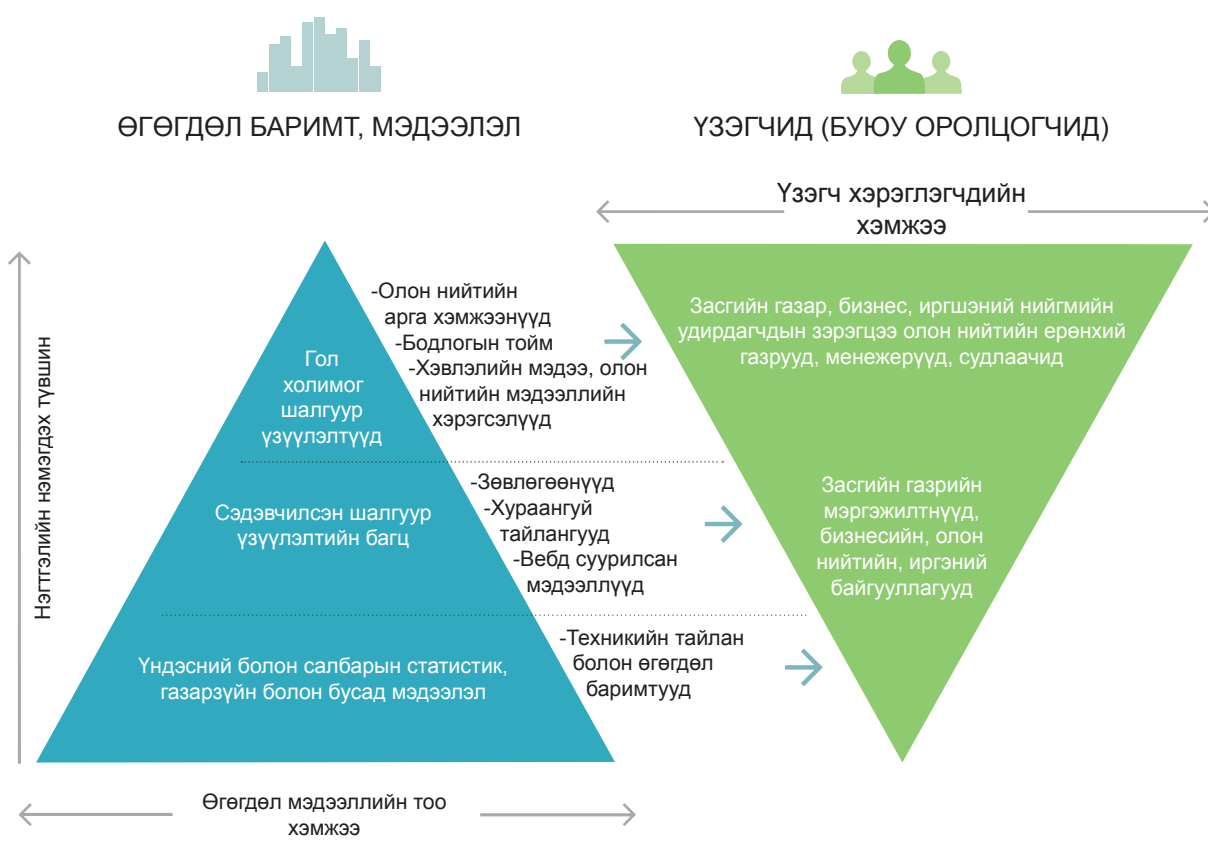 ӨГӨГДӨЛ БАРИМТ, МЭДЭЭЛЭЛ
ҮЗЭГЧИД (БУЮУ ОРОЛЦОГЧИД)
Үзэгч хэрэглэгчдийн
хэмжээ
Нэгтгэлийн нэмэгдэх түвшин
Гол
холимог
шалгуур
үзүүлэлтүүд
-Олон нийтийн
арга хэмжээнүүд
-Бодлогын тойм
-Хэвлэлийн мэдээ, олон
нийтийн мэдээллийн
хэрэгсэлүүд
Засгийн газар, бизнес, иргшэний нийгмийн
удирдагчдын зэрэгцээ олон нийтийн ерөнхий
газрууд, менежерүүд, судлаачид
Сэдэвчилсэн шалгуур
үзүүлэлтийн багц
-Зөвлөгөөнүүд
-Хураангуй
тайлангууд
-Вебд суурилсан
мэдээллүүд
Засгийн газрийн
мэргэжилтнүүд,
бизнесийн, олон
нийтийн, иргэний
байгууллагууд
Үндэсний болон салбарын статистик,
газарзүйн болон бусад мэдээлэл
-Техникийн тайлан
болон өгөгдөл
баримтууд
Өгөгдөл мэдээллийн тоо
хэмжээ